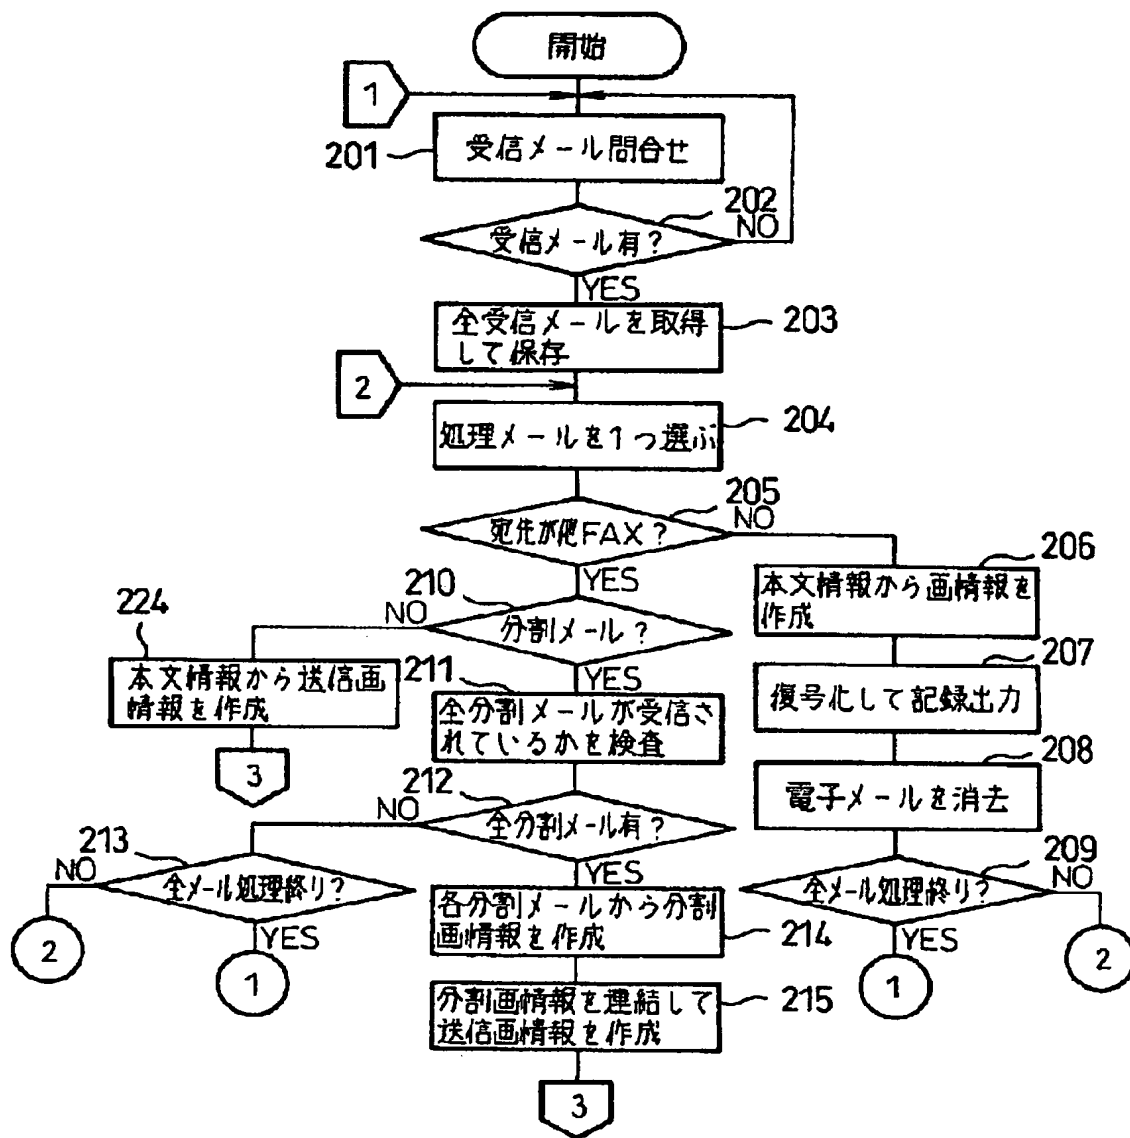 開始
1
受信メール問合せ
201
202
受信メール有?
NO
YES
全受信メールを取得
して保存
203
2
処理メールを1つ選ぶ
204
205
宛先が他FAX?
NO
YES
206
本文情報から画情報を
作成
210
分割メール?
NO
YES
224
本文情報から送信画
情報を作成
3
211
全分割メールが受信さ
れているかを検査
207
復号化して記録出力
208
電子メールを消去
212
全分割メール有?
NO
YES
213
全メール処理終り?
NO
YES
2
1
209
全メール処理終り?
NO
YES
1
2
各分割メールから分割
画情報を作成
214
分割画情報を連結して
送信画情報を作成
215
3